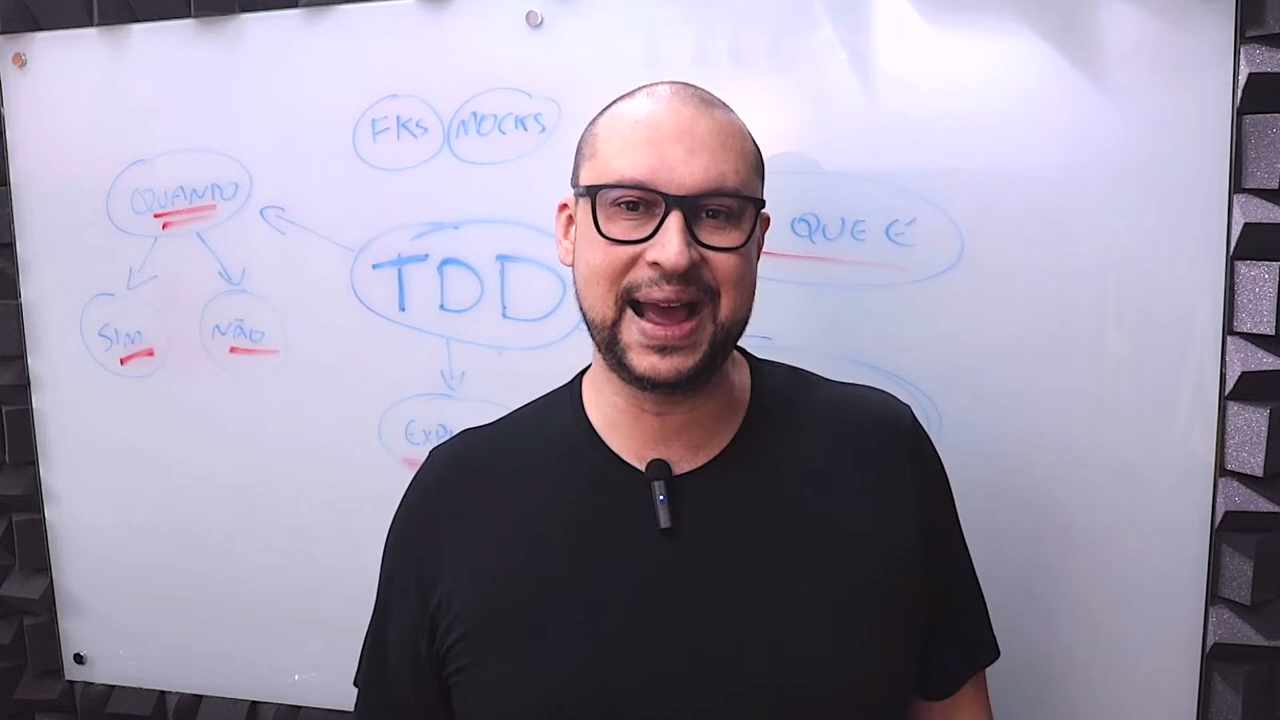 FKS MOCKS
QUANDO
QUE É
TDD
SIM NÃO